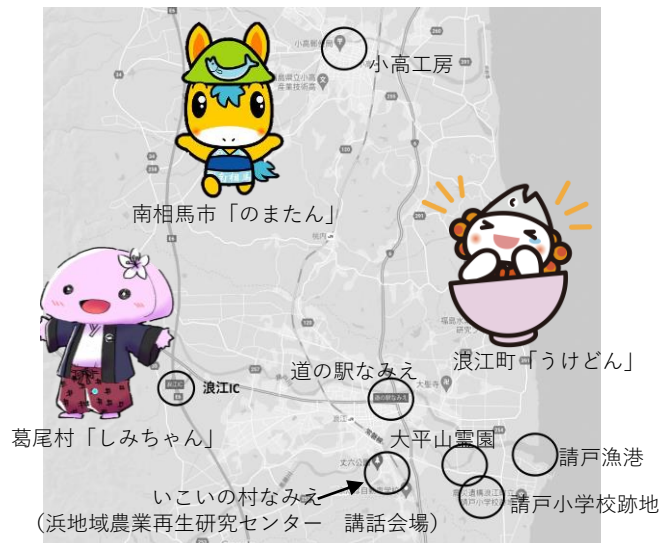 小高工房
南相馬市「のまたん」
浪江町「うけどん」
浪江IC
道の駅なみえ
葛尾村「しみちゃん」
大平山霊園
請戸漁港
いこいの村なみえ
請戸小学校跡地
（浜地域農業再生研究センター　講話会場）